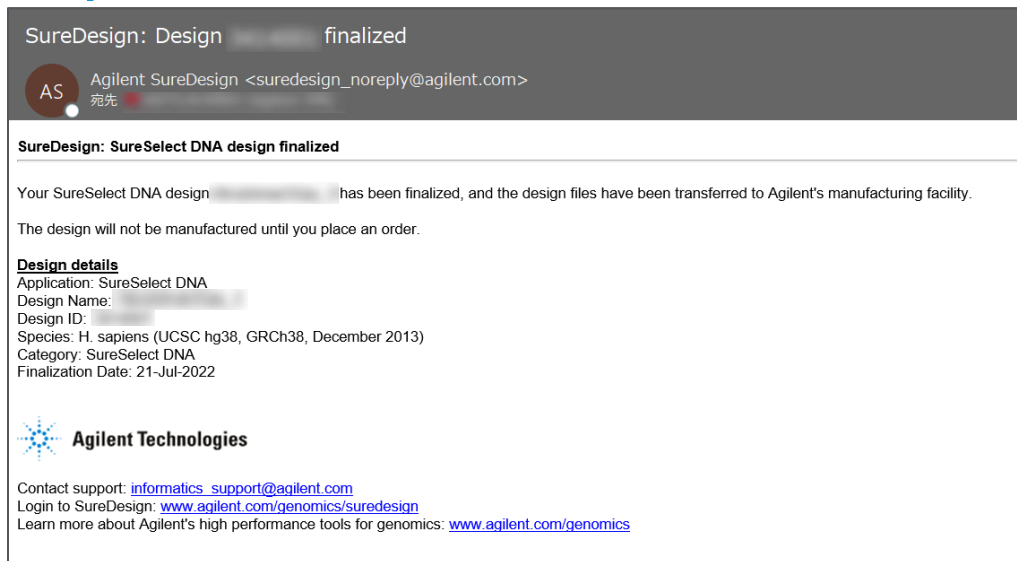 SureDesign: Design finalized
AS
Agilent SureDesign <suredesign_noreply@agilent.com>
宛先
SureDesign: SureSelect DNA design finalized
Your SureSelect DNA design has been finalized, and the design files have been transferred to Agilent's manufacturing facility.
The design will not be manufactured until you place an order.
Design details
Application: SureSelect DNA
Design Name:
Design ID:
Species: H. sapiens (UCSC hg38, GRCh38, December 2013)
Category: SureSelect DNA
Finalization Date: 21-Jul-2022
Agilent Technologies
Contact support: informatics_support@agilent.com
Login to SureDesign: www.agilent.com/genomics/suredesign
Learn more about Agilent's high performance tools for genomics: www.agilent.com/genomics